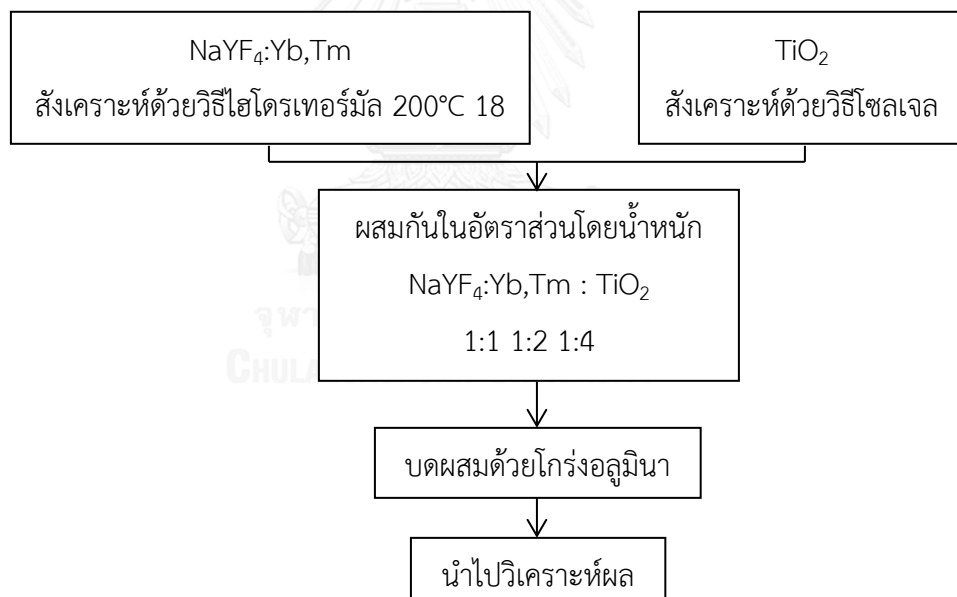 NaYF₄:Yb,Tm
สังเคราะห์ด้วยวิธีไฮโดรเทอร์มัล 200°C 18
TiO₂
สังเคราะห์ด้วยวิธีโซลเจล
ผสมกันในอัตราส่วนโดยน้ำหนัก
NaYF₄:Yb,Tm : TiO₂
1:1 1:2 1:4
บดผสมด้วยโกร่งอลูมินา
นำไปวิเคราะห์ผล